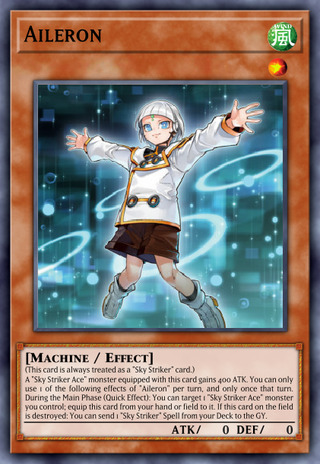 Aileron
WIND
風
[Machine / Effect]
(This card is always treated as a "Sky Striker" card.)
A "Sky Striker Ace" monster equipped with this card gains 400 ATK. You can only
use 1 of the following effects of "Aileron" per turn, and only once that turn.
During the Main Phase (Quick Effect): You can target 1 "Sky Striker Ace" monster
you control; equip this card from your hand or field to it. If this card on the field
is destroyed: You can send 1 "Sky Striker" Spell from your Deck to the GY.
ATK/ 0 DEF/ 0